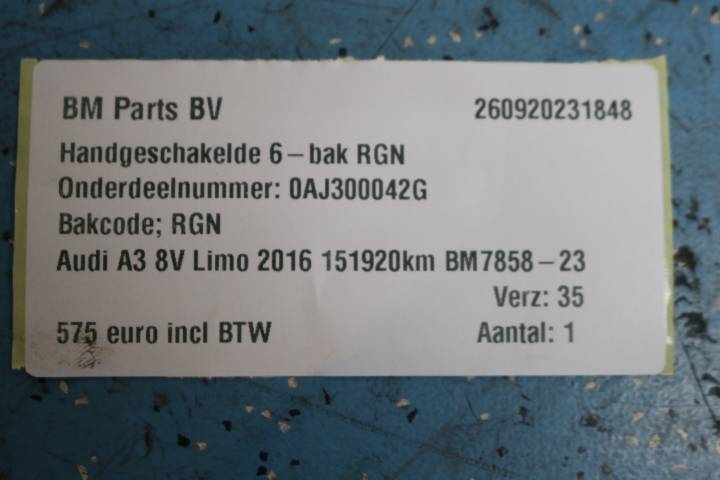 BM Parts BV 260920231848
Handgeschakelde 6-bak RGN
Onderdeelnummer: 0AJ300042G
Bakcode; RGN
Audi A3 8V Limo 2016 151920km BM7858-23
Verz: 35
575 euro incl BTW Aantal: 1